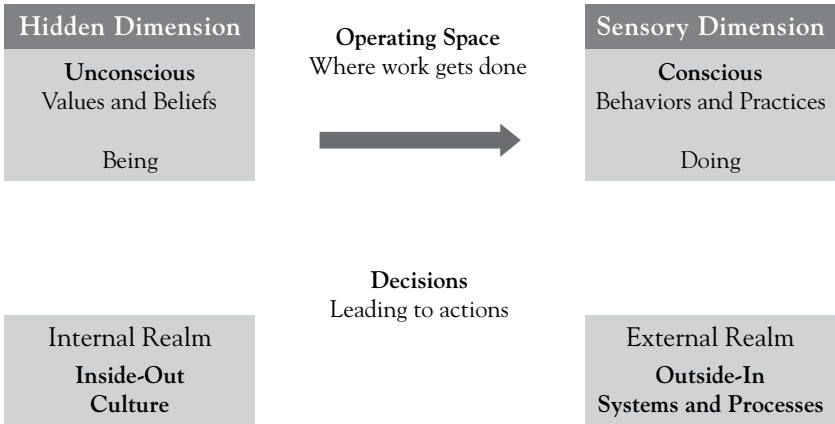 Hidden Dimension
Unconscious
Values and Beliefs
Being
Operating Space
Where work gets done
Sensory Dimension
Conscious
Behaviors and Practices
Doing
Decisions
Leading to actions
Internal Realm
Inside-Out
Culture
External Realm
Outside-In
Systems and Processes